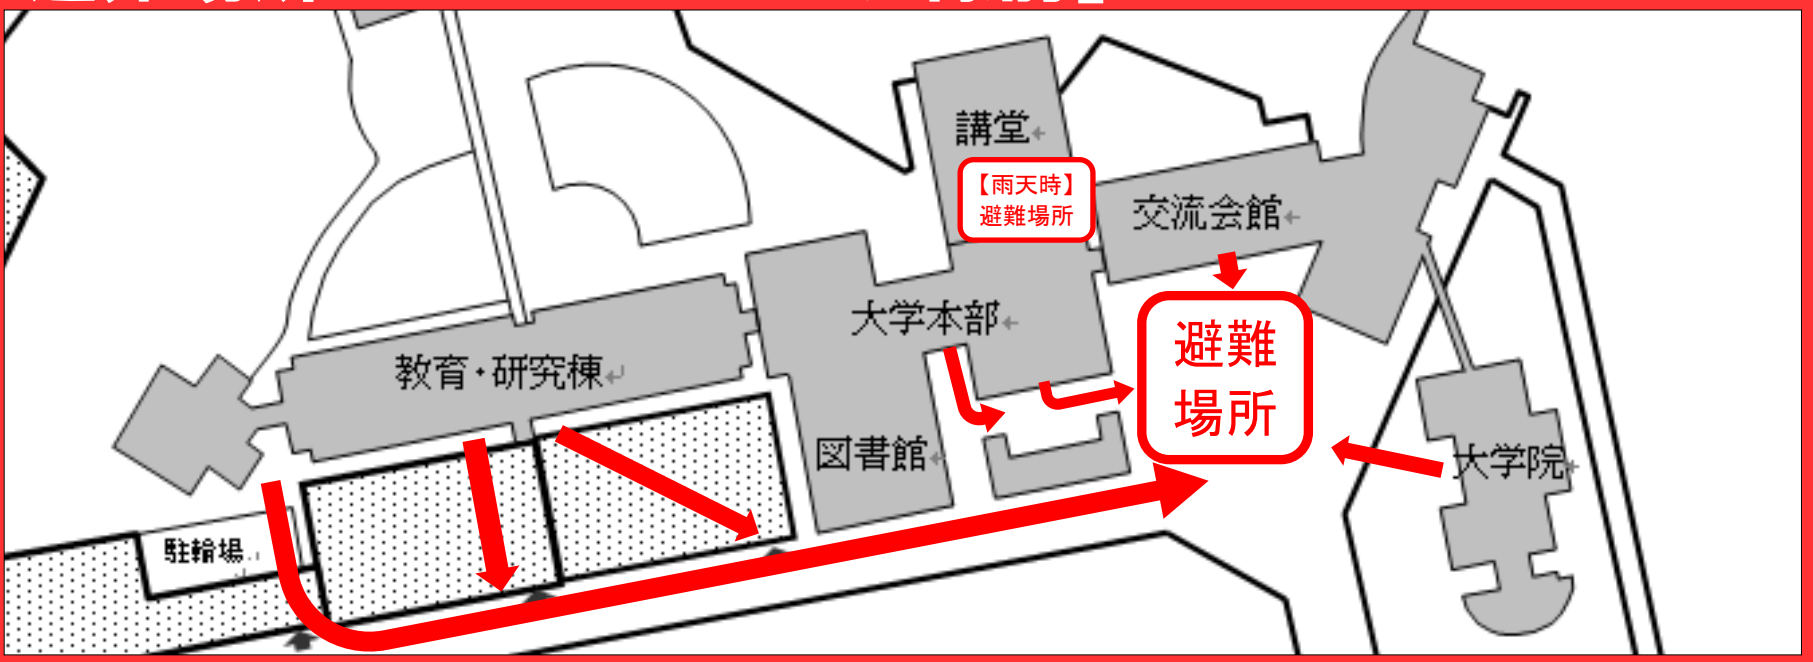 講堂
【雨天時】
避難場所
交流会館
大学本部
避難
場所
教育・研究棟
図書館
大学院
駐輪場